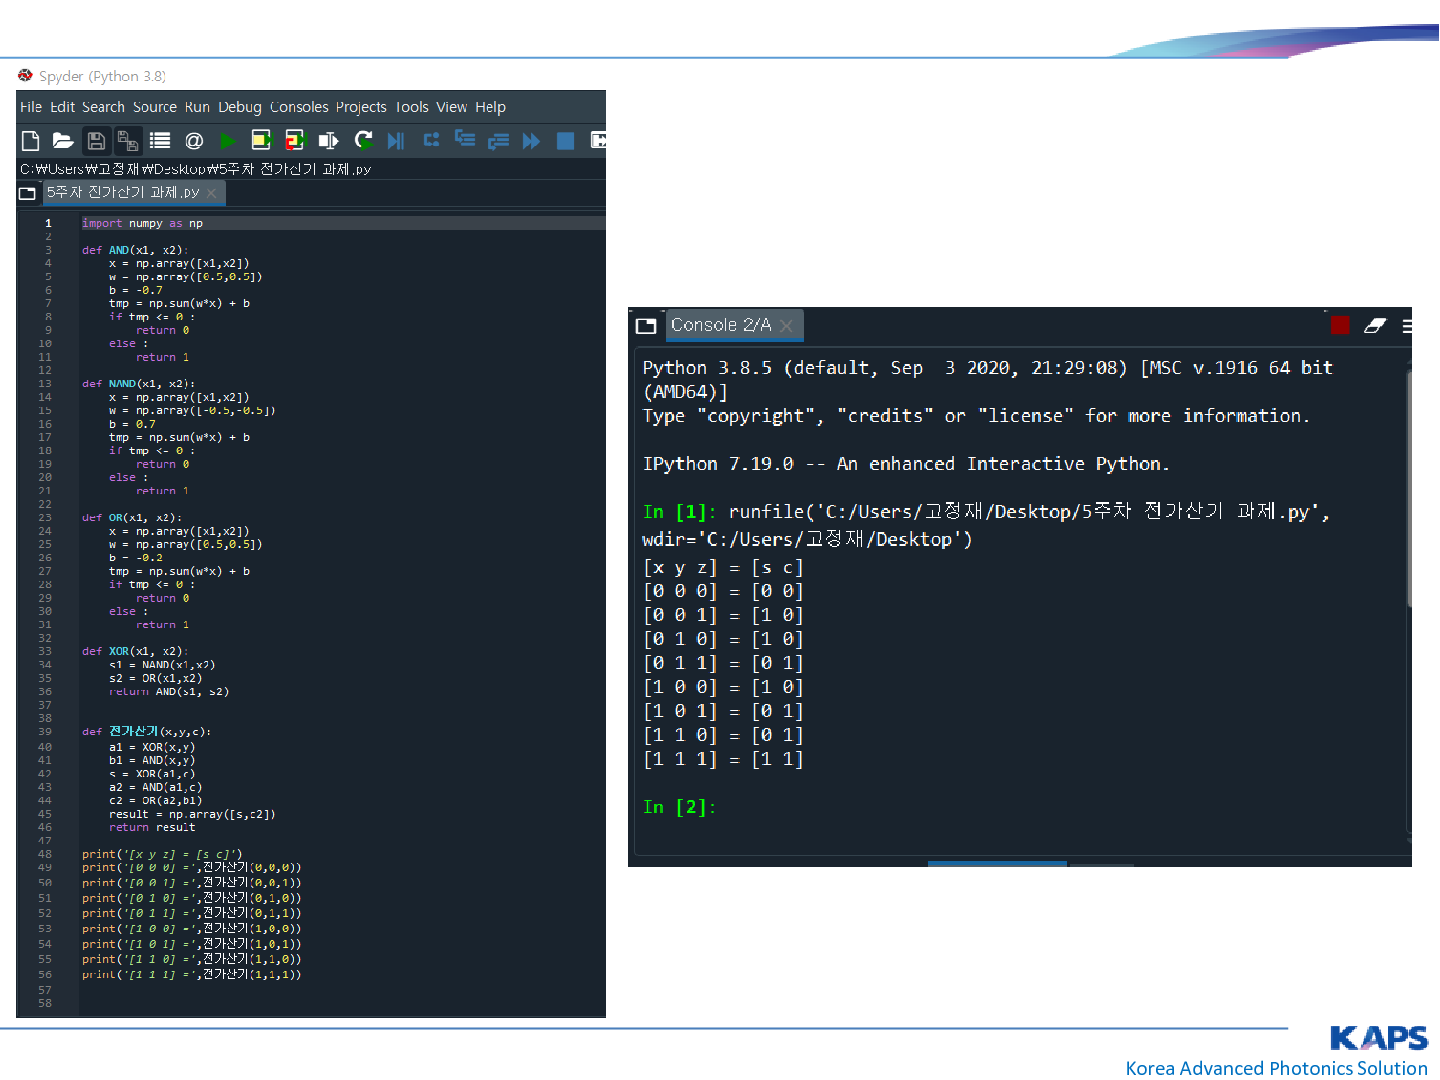 Spyder (Python 3.8)
File Edit Search Source Run Debug Consoles Projects Tools View Help
C:₩Users₩고정재₩Desktop₩5주차 전가산기 과제.py
5주차 전가산기 과제.py
1 import numpy as np
2
3 def AND(x1, x2):
4     x = np.array([x1,x2])
5     w = np.array([0.5,0.5])
6     b = -0.7
7     tmp = np.sum(w*x) + b
8     if tmp <= 0 :
9         return 0
10     else :
11         return 1
12
13 def NAND(x1, x2):
14     x = np.array([x1,x2])
15     w = np.array([-0.5,-0.5])
16     b = 0.7
17     tmp = np.sum(w*x) + b
18     if tmp <= 0 :
19         return 0
20     else :
21         return 1
22
23 def OR(x1, x2):
24     x = np.array([x1,x2])
25     w = np.array([0.5,0.5])
26     b = -0.2
27     tmp = np.sum(w*x) + b
28     if tmp <= 0 :
29         return 0
30     else :
31         return 1
32
33 def XOR(x1, x2):
34     s1 = NAND(x1,x2)
35     s2 = OR(x1,x2)
36     return AND(s1, s2)
37
38
39 def 전가산기(x,y,c):
40     a1 = XOR(x,y)
41     b1 = AND(x,y)
42     s = XOR(a1,c)
43     a2 = AND(a1,c)
44     c2 = OR(a2,b1)
45     result = np.array([s,c2])
46     return result
47
48 print('[x y z] = [s c]')
49 print('[0 0 0] =',전가산기(0,0,0))
50 print('[0 0 1] =',전가산기(0,0,1))
51 print('[0 1 0] =',전가산기(0,1,0))
52 print('[0 1 1] =',전가산기(0,1,1))
53 print('[1 0 0] =',전가산기(1,0,0))
54 print('[1 0 1] =',전가산기(1,0,1))
55 print('[1 1 0] =',전가산기(1,1,0))
56 print('[1 1 1] =',전가산기(1,1,1))
57
58
Console 2/A
Python 3.8.5 (default, Sep  3 2020, 21:29:08) [MSC v.1916 64 bit
(AMD64)]
Type "copyright", "credits" or "license" for more information.
IPython 7.19.0 -- An enhanced Interactive Python.
In [1]: runfile('C:/Users/고정재/Desktop/5주차 전가산기 과제.py',
wdir='C:/Users/고정재/Desktop')
[x y z] = [s c]
[0 0 0] = [0 0]
[0 0 1] = [1 0]
[0 1 0] = [1 0]
[0 1 1] = [0 1]
[1 0 0] = [1 0]
[1 0 1] = [0 1]
[1 1 0] = [0 1]
[1 1 1] = [1 1]
In [2]:
KAPS
Korea Advanced Photonics Solution